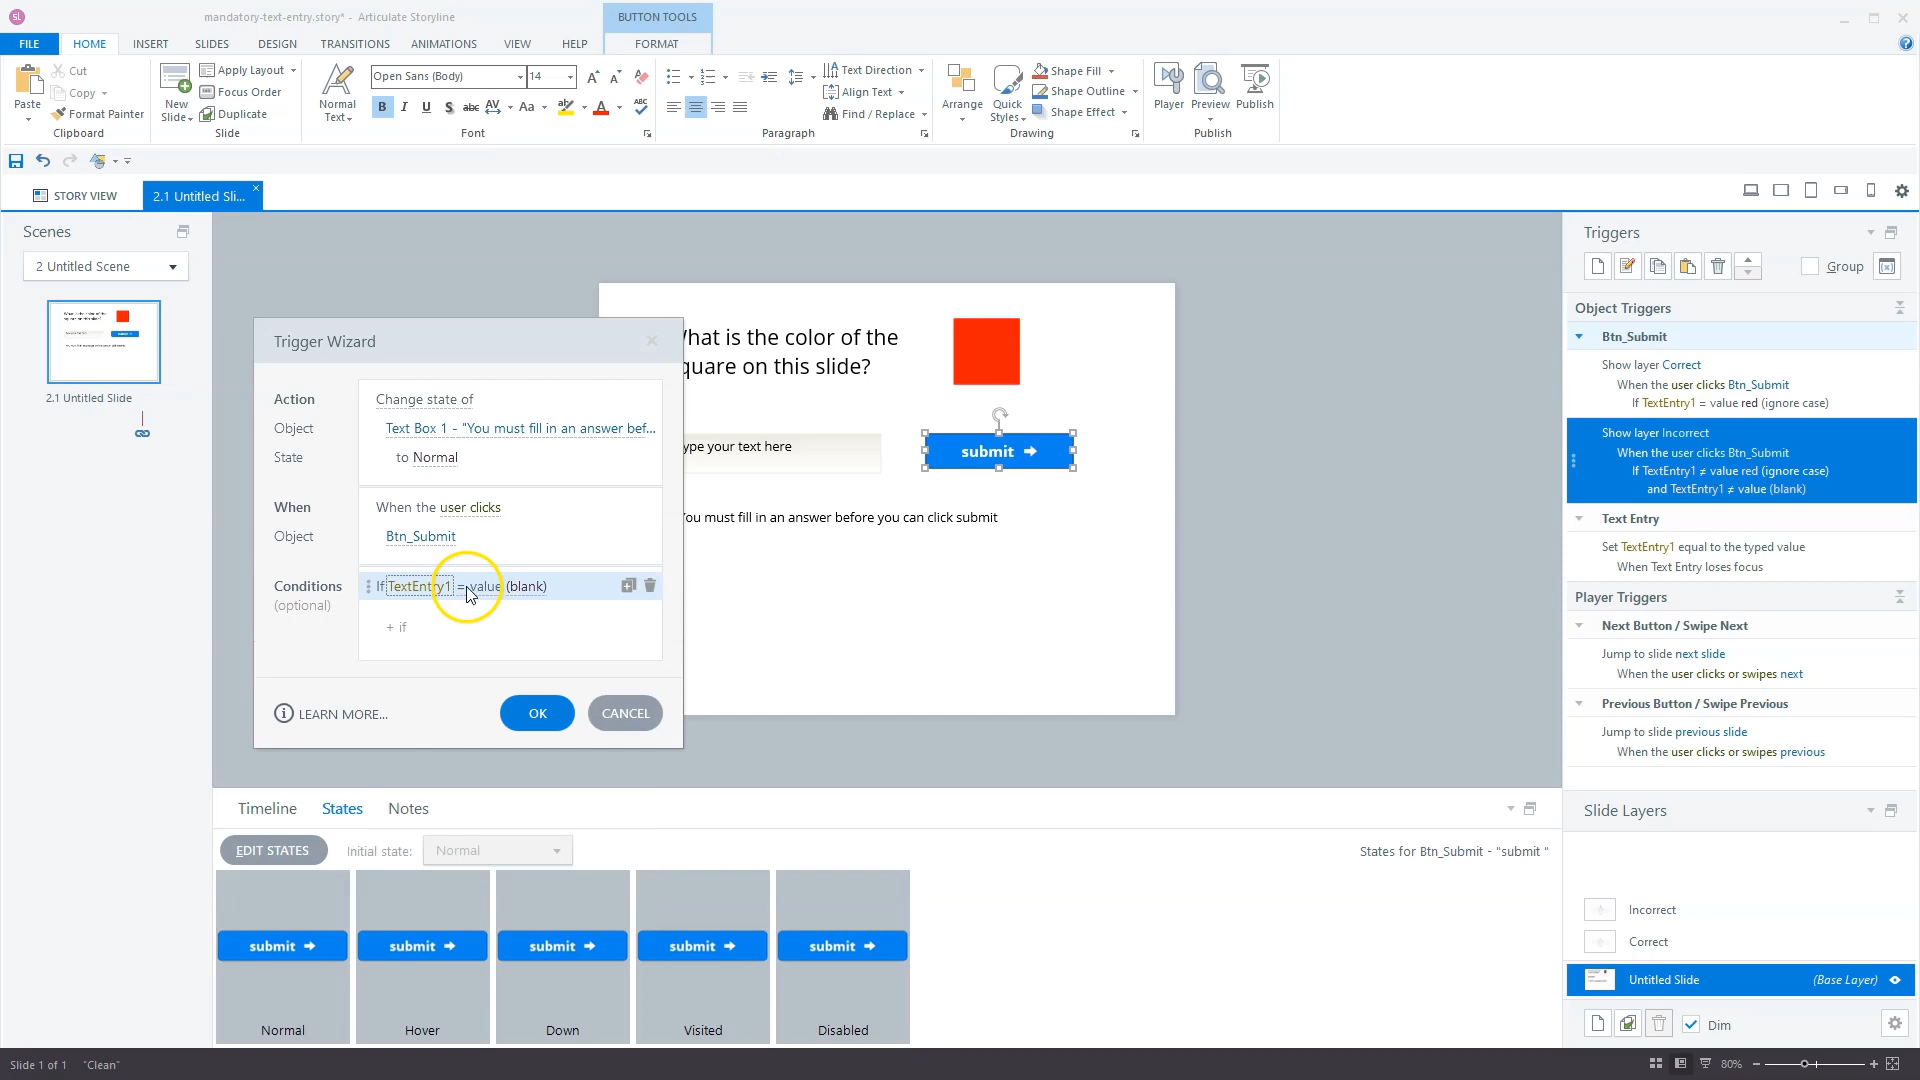 sl
mandatory-text-entry.story* - Articulate Storyline
BUTTON TOOLS
FILE HOME INSERT SLIDES DESIGN TRANSITIONS ANIMATIONS VIEW HELP FORMAT
Paste
Cut
Copy
Format Painter
Clipboard
New Slide
Apply Layout
Focus Order
Duplicate
Slide
Normal Text
Open Sans (Body) 14
B I U S abc AV Aa A ABC
Font
Text Direction
Align Text
Find / Replace
Paragraph
Arrange
Quick Styles
Shape Fill
Shape Outline
Shape Effect
Drawing
Player Preview Publish
Publish
STORY VIEW
2.1 Untitled Sli...
Scenes
2 Untitled Scene
2.1 Untitled Slide
Trigger Wizard
Action Change state of
Object Text Box 1 - "You must fill in an answer bef...
State to Normal
When When the user clicks
Object Btn_Submit
Conditions If TextEntry1 = value (blank)
(optional)
+ if
LEARN MORE...
OK CANCEL
hat is the color of the
quare on this slide?
ype your text here
submit
ou must fill in an answer before you can click submit
Timeline States Notes
EDIT STATES Initial state: Normal
States for Btn_Submit - "submit "
submit submit submit submit submit
Normal Hover Down Visited Disabled
Triggers
Group
Object Triggers
Btn_Submit
Show layer Correct
When the user clicks Btn_Submit
If TextEntry1 = value red (ignore case)
Show layer Incorrect
When the user clicks Btn_Submit
If TextEntry1 ≠ value red (ignore case)
and TextEntry1 ≠ value (blank)
Text Entry
Set TextEntry1 equal to the typed value
When Text Entry loses focus
Player Triggers
Next Button / Swipe Next
Jump to slide next slide
When the user clicks or swipes next
Previous Button / Swipe Previous
Jump to slide previous slide
When the user clicks or swipes previous
Slide Layers
Incorrect
Correct
Untitled Slide (Base Layer)
Dim
Slide 1 of 1 "Clean"
80%